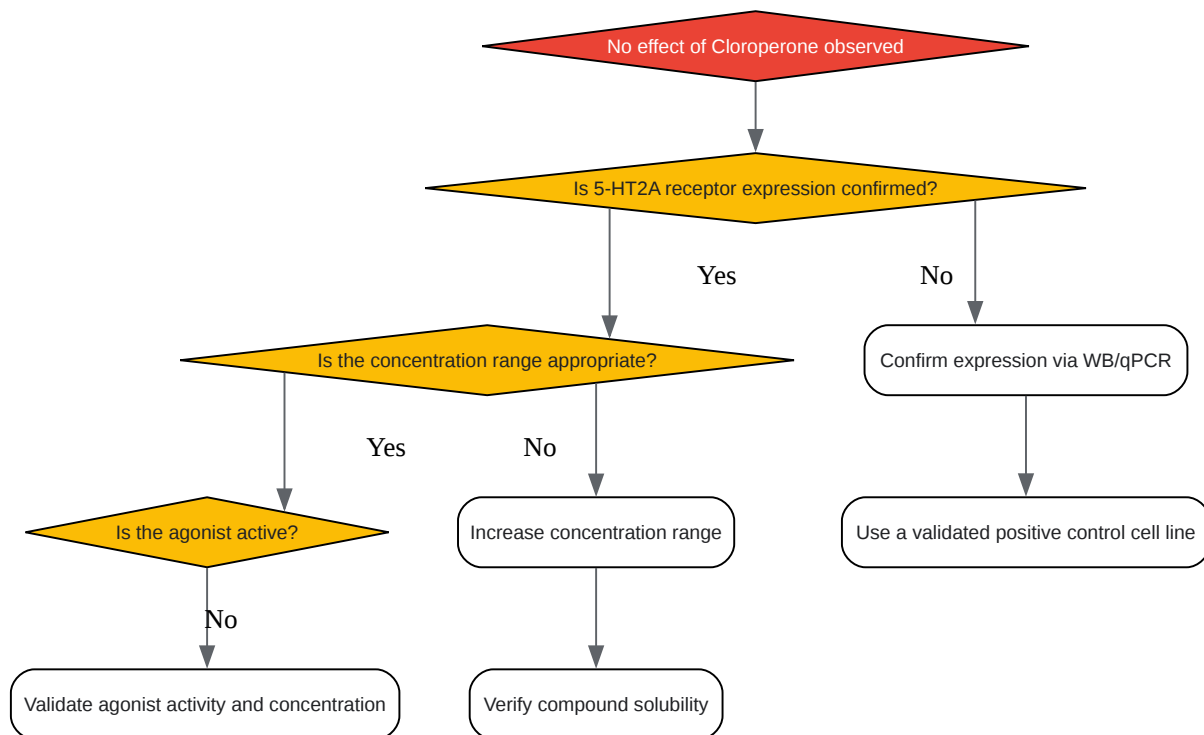 No effect of Cloroperone observed
Is 5-HT2A receptor expression confirmed?
Yes
No
Is the concentration range appropriate?
Confirm expression via WB/qPCR
Yes
No
Is the agonist active?
Increase concentration range
Use a validated positive control cell line
No
Validate agonist activity and concentration
Verify compound solubility